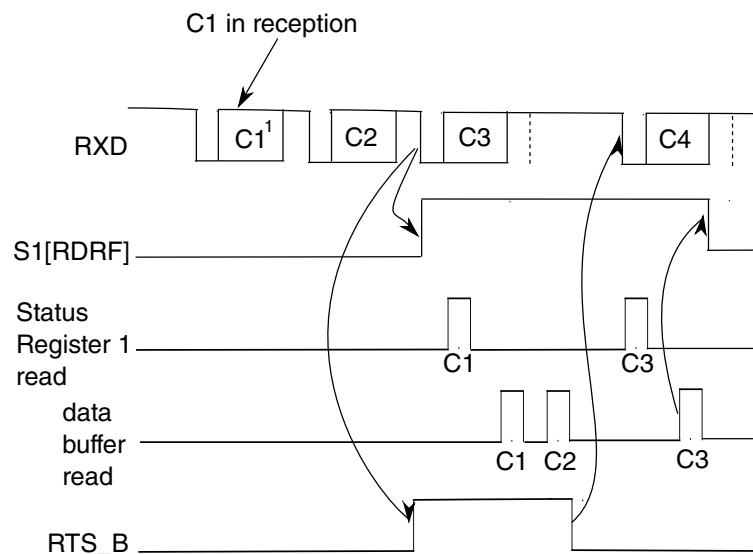 C1 in reception
RXD
C1¹
C2
C3
C4
S1[RDRF]
Status
Register 1
read
C1
C3
data
buffer
read
C1
C2
C3
RTS_B